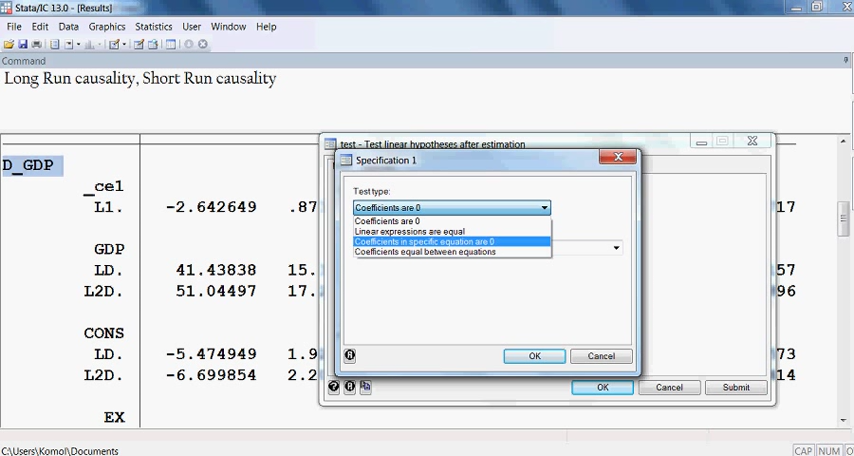 Stata/IC 13.0 - [Results]
File Edit Data Graphics Statistics User Window Help
Command
Long Run causality, Short Run causality
test - Test linear hypotheses after estimation
Specification 1
D_GDP
_ce1
L1. -2.642649 .87 17
GDP
LD. 41.43838 15. 57
L2D. 51.04497 17. 96
CONS
LD. -5.474949 1.9 73
L2D. -6.699854 2.2 14
EX
Test type:
Coefficients are 0
Coefficients are 0
Linear expressions are equal
Coefficients in specific equation are 0
Coefficients equal between equations
OK Cancel
OK Cancel Submit
C:\Users\Komol\Documents CAP NUM